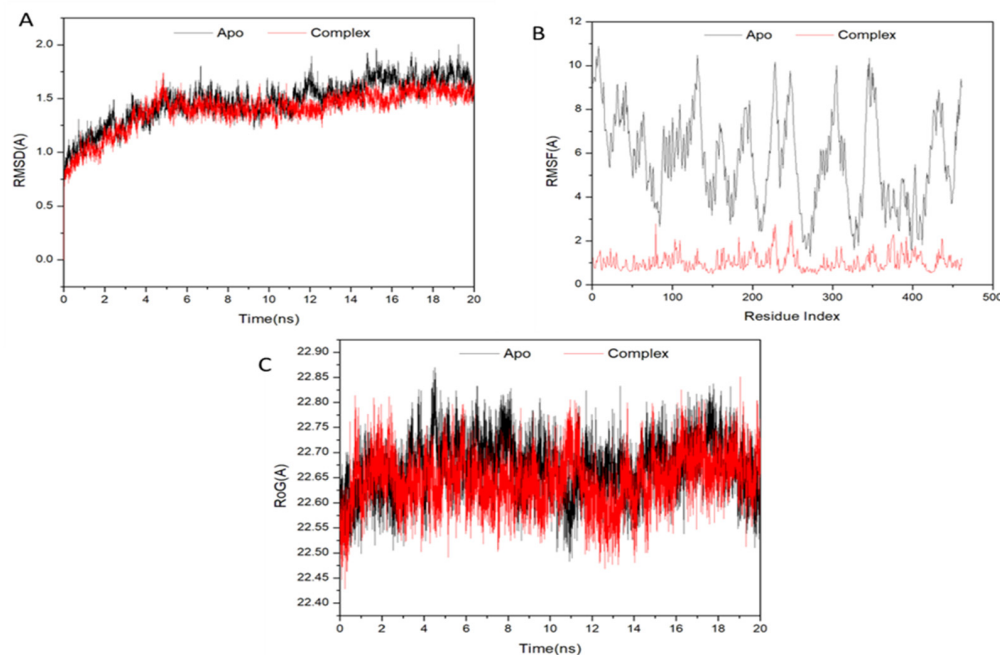 A
Apo Complex
RMSD(A)
2.0
1.5
1.0
0.5
0.0
0 2 4 6 8 10 12 14 16 18 20
Time(ns)
B
Apo Complex
RMSF(A)
12
10
8
6
4
2
0
0 100 200 300 400 500
Residue Index
C
Apo Complex
RoG(A)
22.90
22.85
22.80
22.75
22.70
22.65
22.60
22.55
22.50
22.45
22.40
0 2 4 6 8 10 12 14 16 18 20
Time(ns)